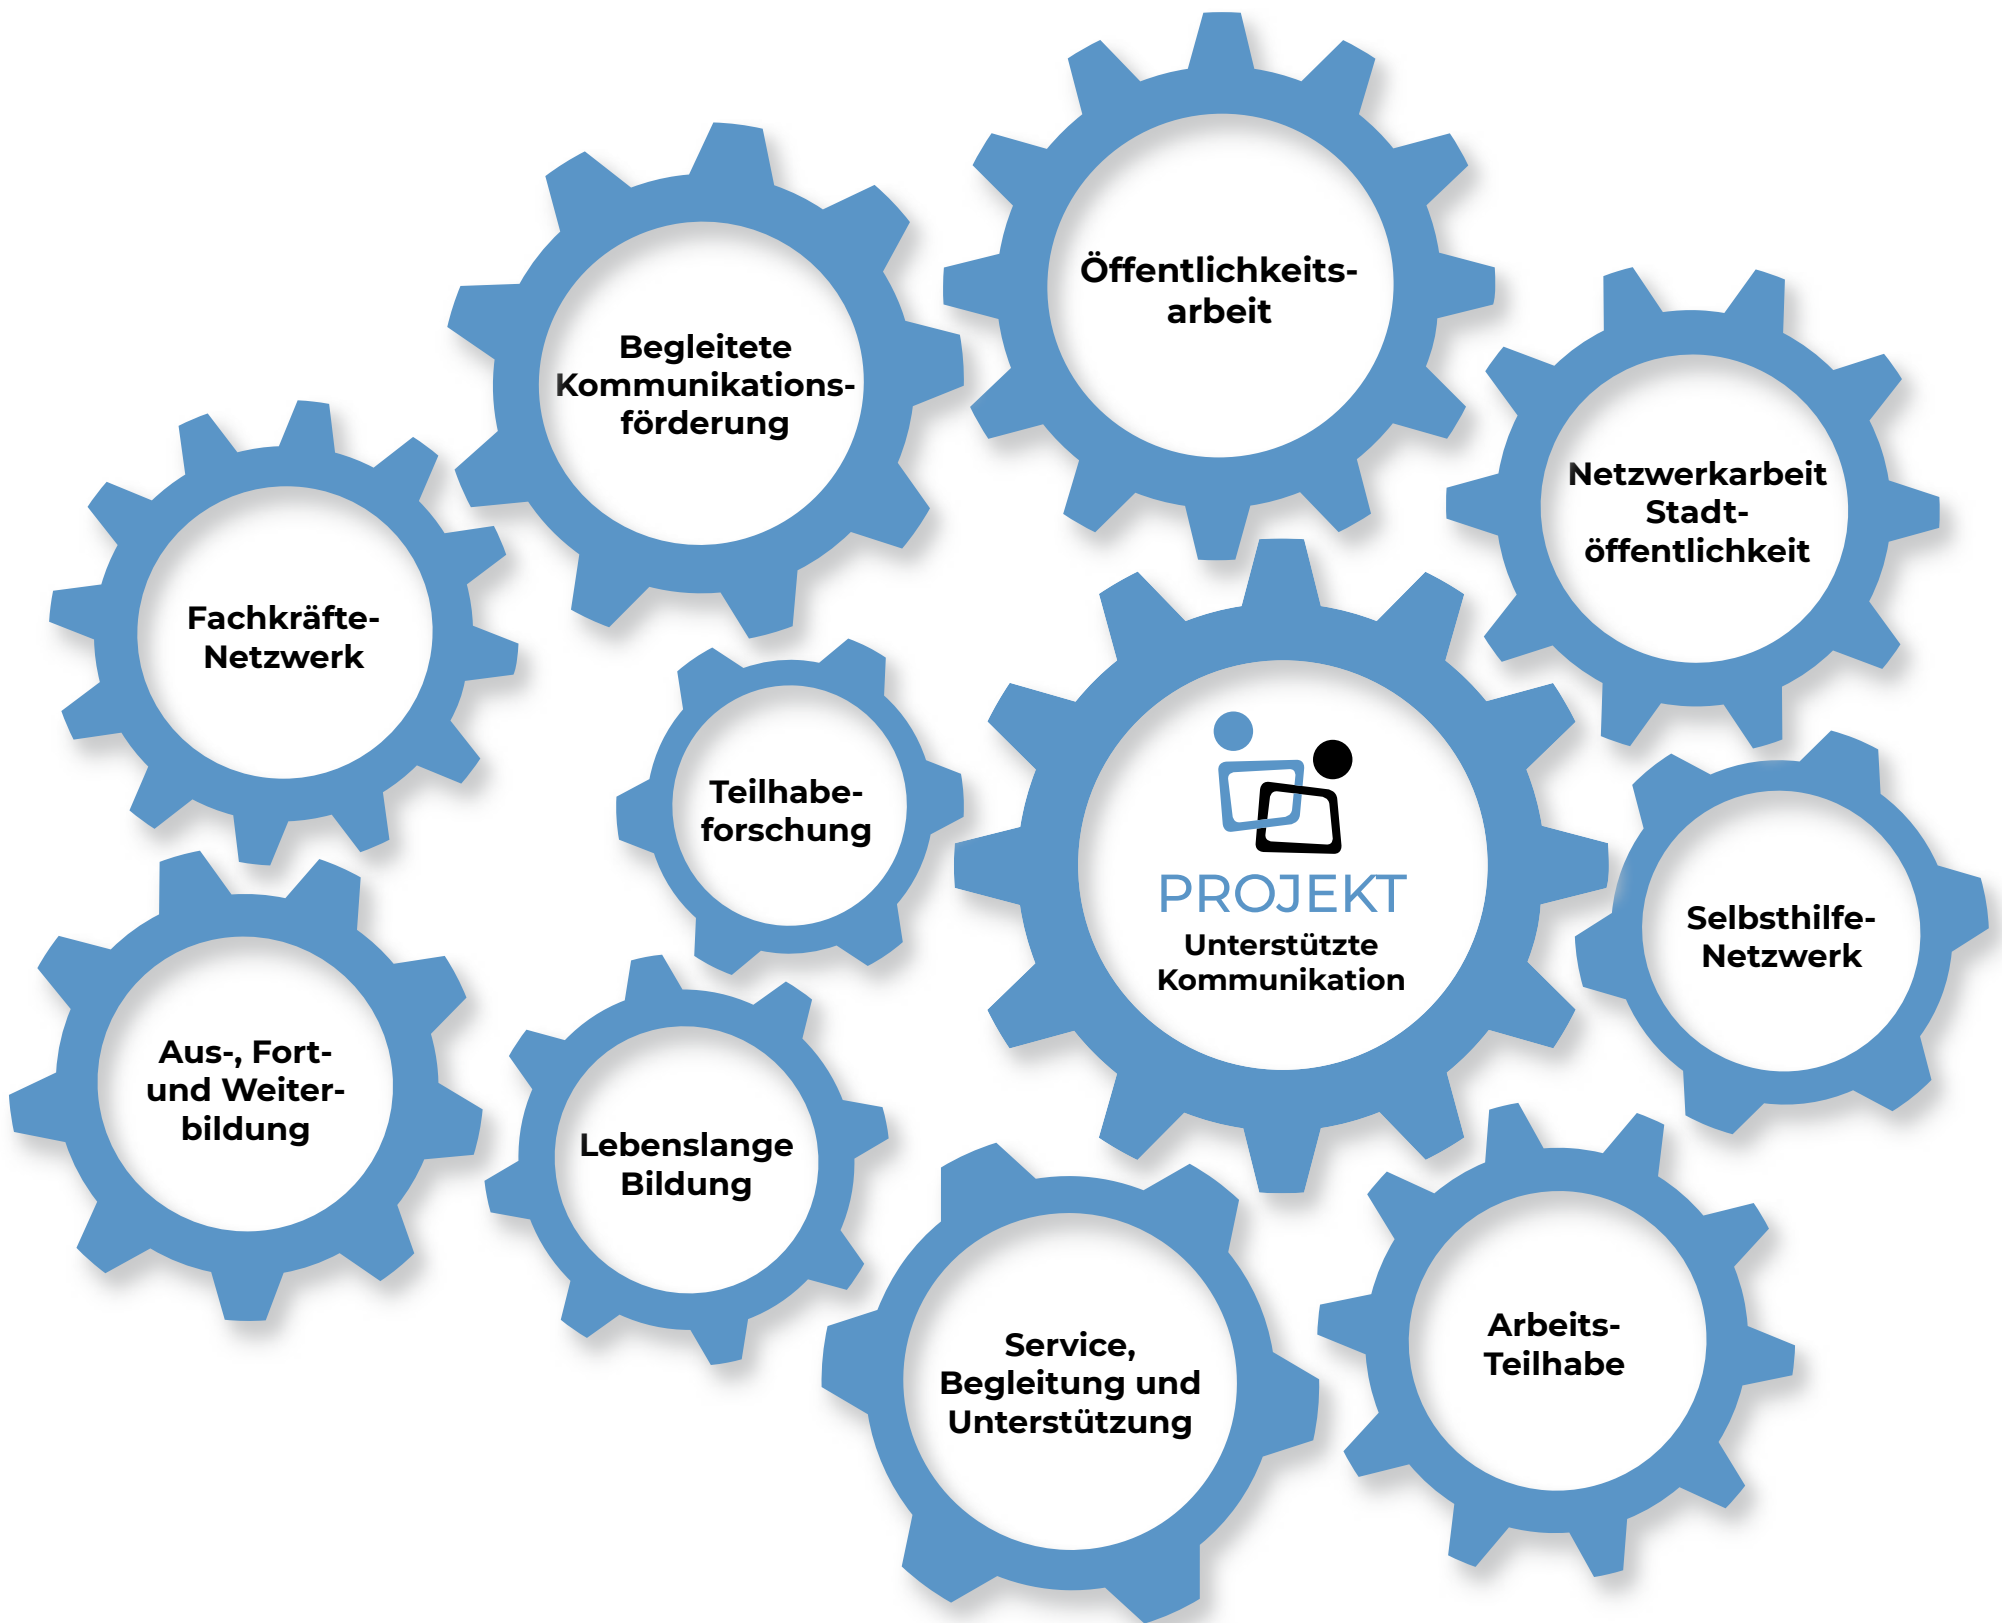 Öffentlichkeits-
arbeit
Begleitete
Kommunikations-
förderung
Netzwerkarbeit
Stadt-
öffentlichkeit
Fachkräfte-
Netzwerk
Teilhabe-
forschung
PROJEKT
Unterstützte
Kommunikation
Selbsthilfe-
Netzwerk
Aus-, Fort-
und Weiter-
bildung
Lebenslange
Bildung
Service,
Begleitung und
Unterstützung
Arbeits-
Teilhabe